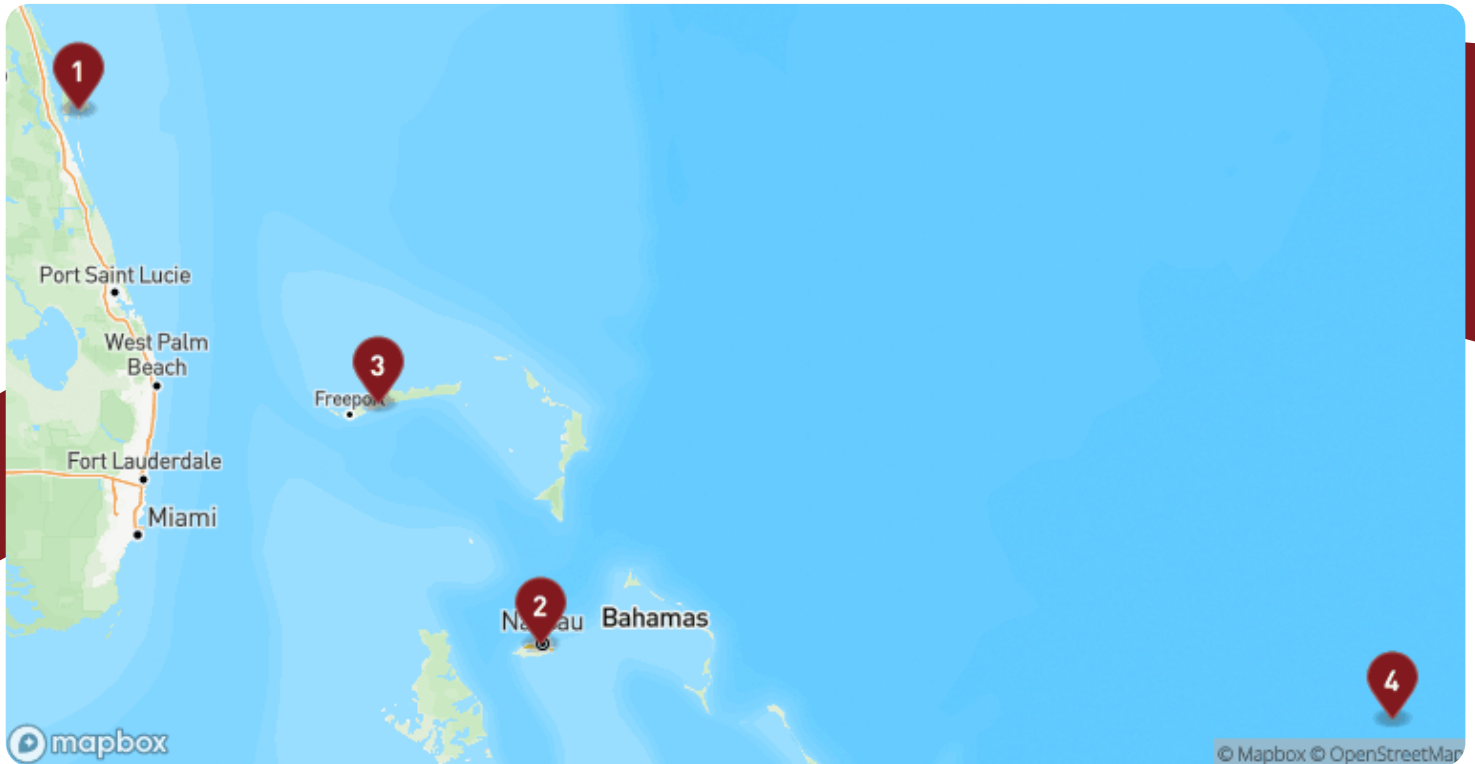 1
Port Saint Lucie
West Palm
Beach
3
Fort Lauderdale
Miami
2
Bahamas
4
mapbox
© Mapbox © OpenStreetMap